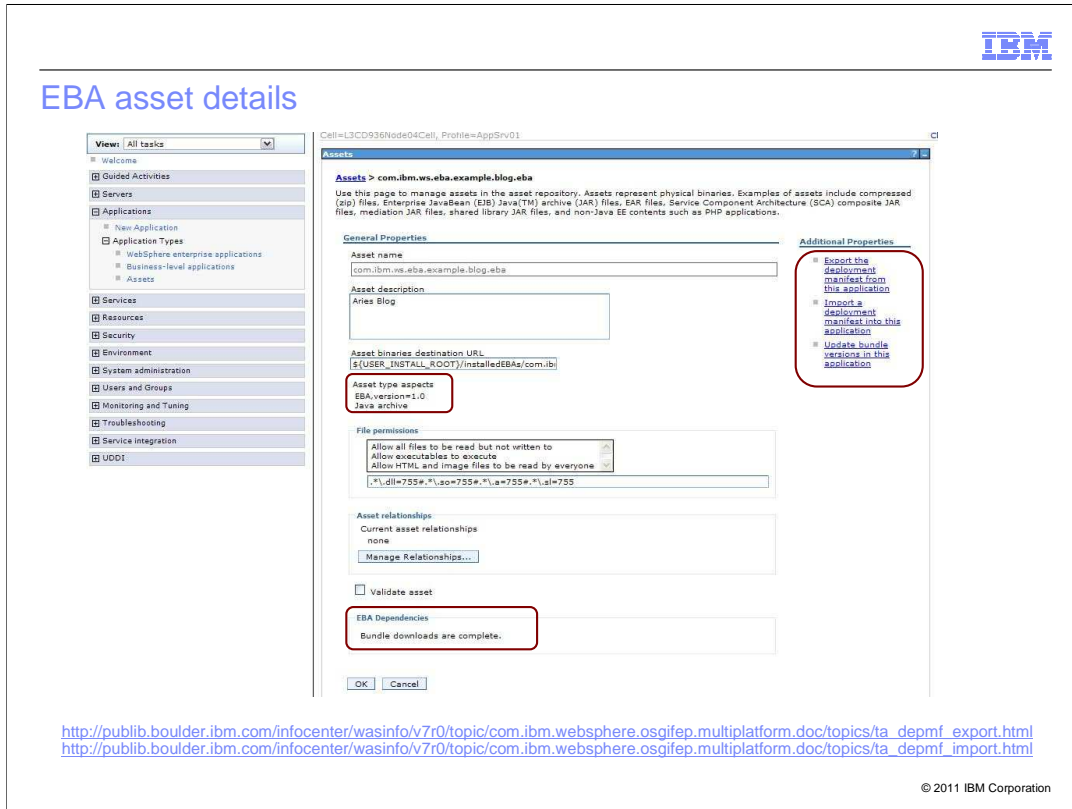 IBM
EBA asset details
View: All tasks
Welcome
Guided Activities
Servers
Applications
New Application
Application Types
WebSphere enterprise applications
Business-level applications
Assets
Services
Resources
Security
Environment
System administration
Users and Groups
Monitoring and Tuning
Troubleshooting
Service integration
UDDI
Cell=L3CD936Node04Cell, Profile=AppSrv01
Cl
Assets
? -
Assets > com.ibm.ws.eba.example.blog.eba
Use this page to manage assets in the asset repository. Assets represent physical binaries. Examples of assets include compressed
(zip) files, Enterprise JavaBean (EJB) Java(TM) archive (JAR) files, EAR files, Service Component Architecture (SCA) composite JAR
files, mediation JAR files, shared library JAR files, and non-Java EE contents such as PHP applications.
General Properties
Asset name
com.ibm.ws.eba.example.blog.eba
Asset description
Aries Blog
Asset binaries destination URL
${USER_INSTALL_ROOT}/installedEBAs/com.ib
Asset type aspects
EBA,version=1.0
Java archive
File permissions
Allow all files to be read but not written to
Allow executables to execute
Allow HTML and image files to be read by everyone
.*\.dll=755#.*\.so=755#.*\.a=755#.*\.sl=755
Asset relationships
Current asset relationships
none
Manage Relationships...
Validate asset
EBA Dependencies
Bundle downloads are complete.
OK Cancel
Additional Properties
Export the
deployment
manifest from
this application
Import a
deployment
manifest into this
application
Update bundle
versions in this
application
http://publib.boulder.ibm.com/infocenter/wasinfo/v7r0/topic/com.ibm.websphere.osgifep.multiplatform.doc/topics/ta_depmf_export.html
http://publib.boulder.ibm.com/infocenter/wasinfo/v7r0/topic/com.ibm.websphere.osgifep.multiplatform.doc/topics/ta_depmf_import.html
© 2011 IBM Corporation